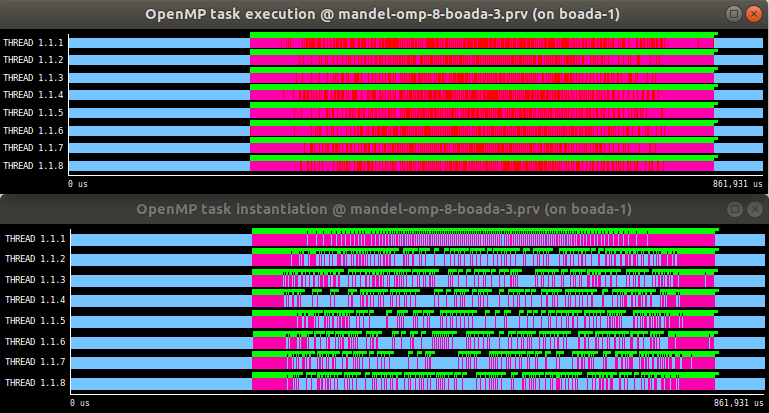 OpenMP task execution @ mandel-omp-8-boada-3.prv (on boada-1)
THREAD 1.1.1
THREAD 1.1.2
THREAD 1.1.3
THREAD 1.1.4
THREAD 1.1.5
THREAD 1.1.6
THREAD 1.1.7
THREAD 1.1.8
0 us 861,931 us
OpenMP task instantiation @ mandel-omp-8-boada-3.prv (on boada-1)
THREAD 1.1.1
THREAD 1.1.2
THREAD 1.1.3
THREAD 1.1.4
THREAD 1.1.5
THREAD 1.1.6
THREAD 1.1.7
THREAD 1.1.8
0 us 861,931 us